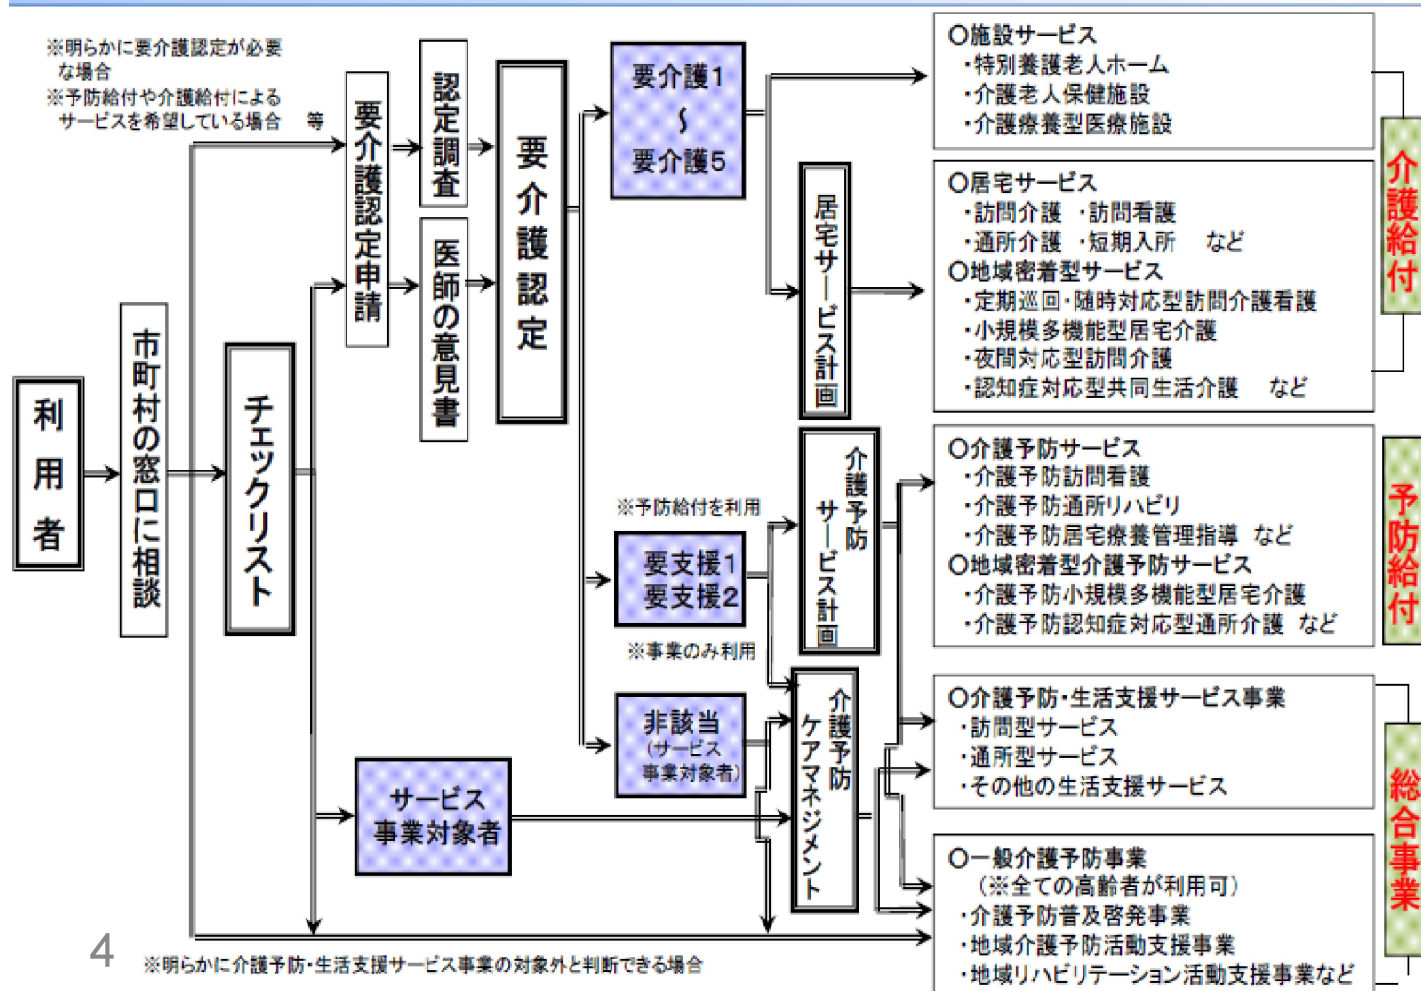 ※明らかに要介護認定が必要
な場合
※予防給付や介護給付による
サービスを希望している場合 等
利用者
市町村の窓口に相談
チェックリスト
要介護認定申請
認定調査
医師の意見書
要介護認定
要介護1
〜
要介護5
※予防給付を利用
要支援1
要支援2
※事業のみ利用
非該当
(サービス
事業対象者)
サービス
事業対象者
居宅サービス計画
介護予防
サービス計画
介護予防
ケアマネジメント
○施設サービス
・特別養護老人ホーム
・介護老人保健施設
・介護療養型医療施設
○居宅サービス
・訪問介護 ・訪問看護
・通所介護 ・短期入所 など
○地域密着型サービス
・定期巡回・随時対応型訪問介護看護
・小規模多機能型居宅介護
・夜間対応型訪問介護
・認知症対応型共同生活介護 など
介護給付
○介護予防サービス
・介護予防訪問看護
・介護予防通所リハビリ
・介護予防居宅療養管理指導 など
○地域密着型介護予防サービス
・介護予防小規模多機能型居宅介護
・介護予防認知症対応型通所介護 など
予防給付
○介護予防・生活支援サービス事業
・訪問型サービス
・通所型サービス
・その他の生活支援サービス
○一般介護予防事業
(※全ての高齢者が利用可)
・介護予防普及啓発事業
・地域介護予防活動支援事業
・地域リハビリテーション活動支援事業など
総合事業
4
※明らかに介護予防・生活支援サービス事業の対象外と判断できる場合